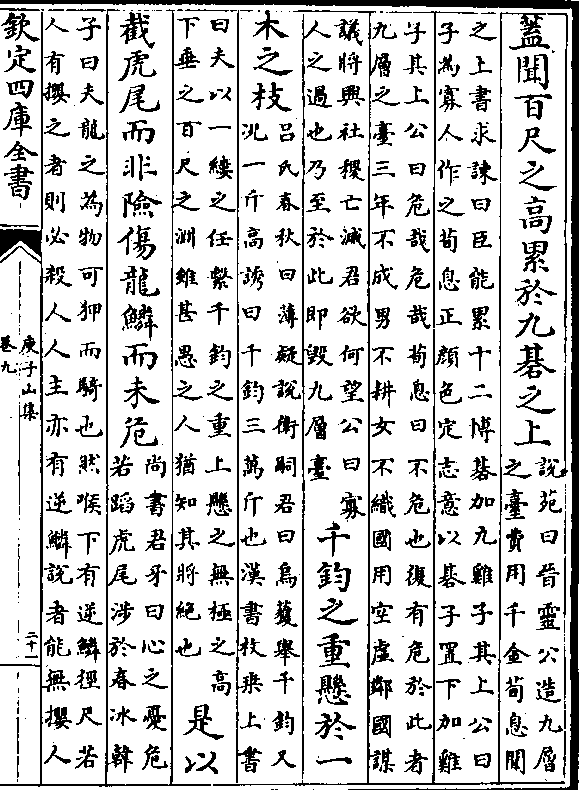 蓋聞百尺之高累於九碁之上
說苑曰晉靈公造九層
之臺費用千金荀息聞
之上書求諫曰臣能累十二博碁加九雞子其上公曰
子為寡人作之荀息正顏色定志意以碁子置下加雞
子其上公曰危哉危哉荀息曰不危也復有危於此者
九層之臺三年不成男不耕女不織國用空虛鄰國謀
議將興社稷亡滅君欲何望公曰寡
人之過也乃至於此即毀九層臺
千鈞之重懸於一
木之枝
呂氏春秋曰薄疑說衛嗣君曰烏獲舉千鈞又
況一斤高誘曰千鈞三萬斤也漢書枚乗上書
曰夫以一縷之任繫千鈞之重上懸之無極之高
下垂之百尺之淵雖甚愚之人猶知其將絕也
是以
截虎尾而非險傷龍鱗而未危
尚書君牙曰心之憂危
若蹈虎尾涉於春冰韓
子曰夫龍之為物可狎而騎也然喉下有逆鱗徑尺若
人有攖之者則必殺人人主亦有逆鱗說者能無攖人
欽定四庫全書
庾子山集
卷九
二十一